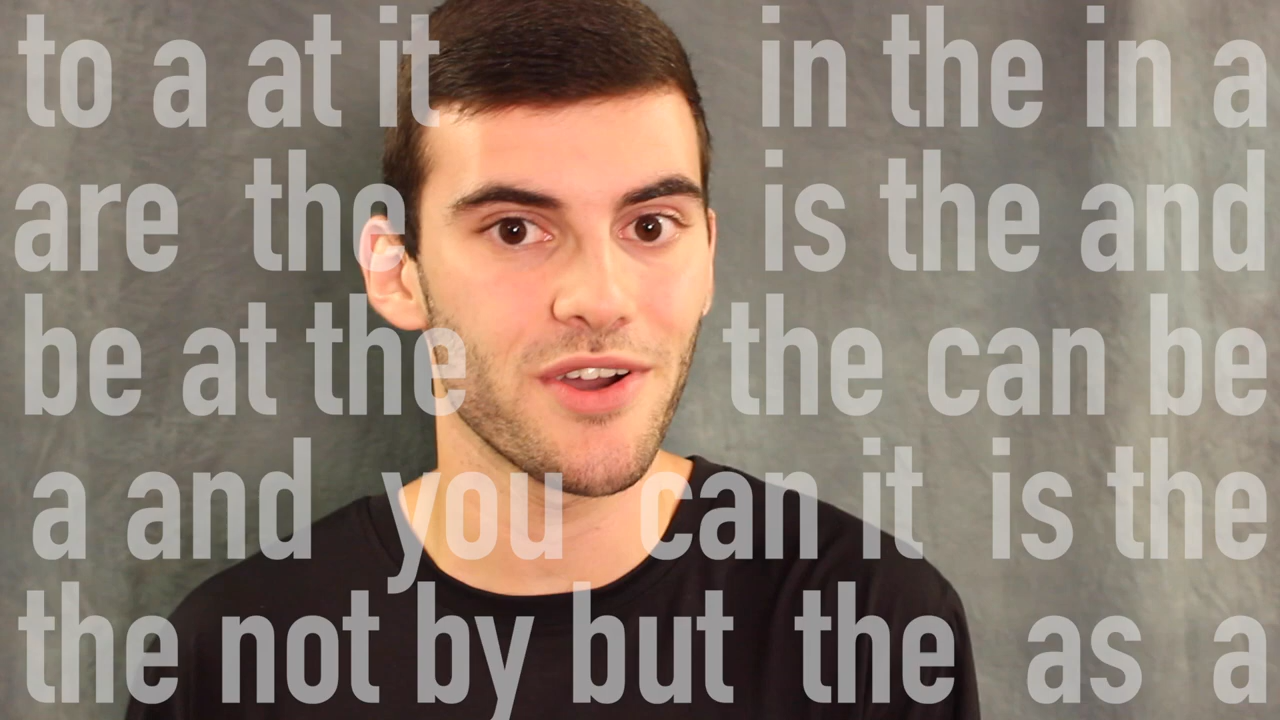 to a at it in the in a
are the is the and
be at the the can be
a and you can it is the
the not by but the as a